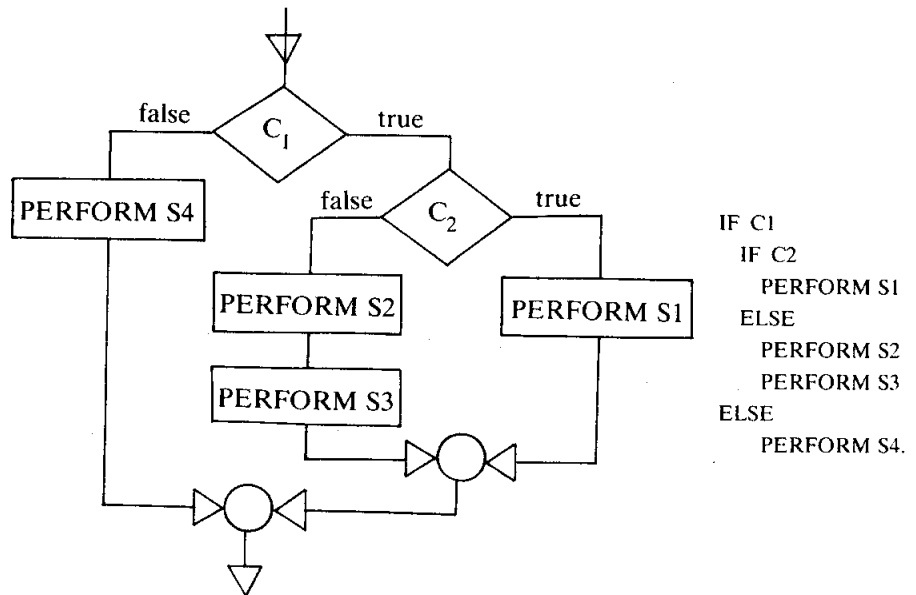 false
C1
true
PERFORM S4
false
C2
true
PERFORM S2
PERFORM S1
PERFORM S3
IF C1
IF C2
PERFORM S1
ELSE
PERFORM S2
PERFORM S3
ELSE
PERFORM S4.